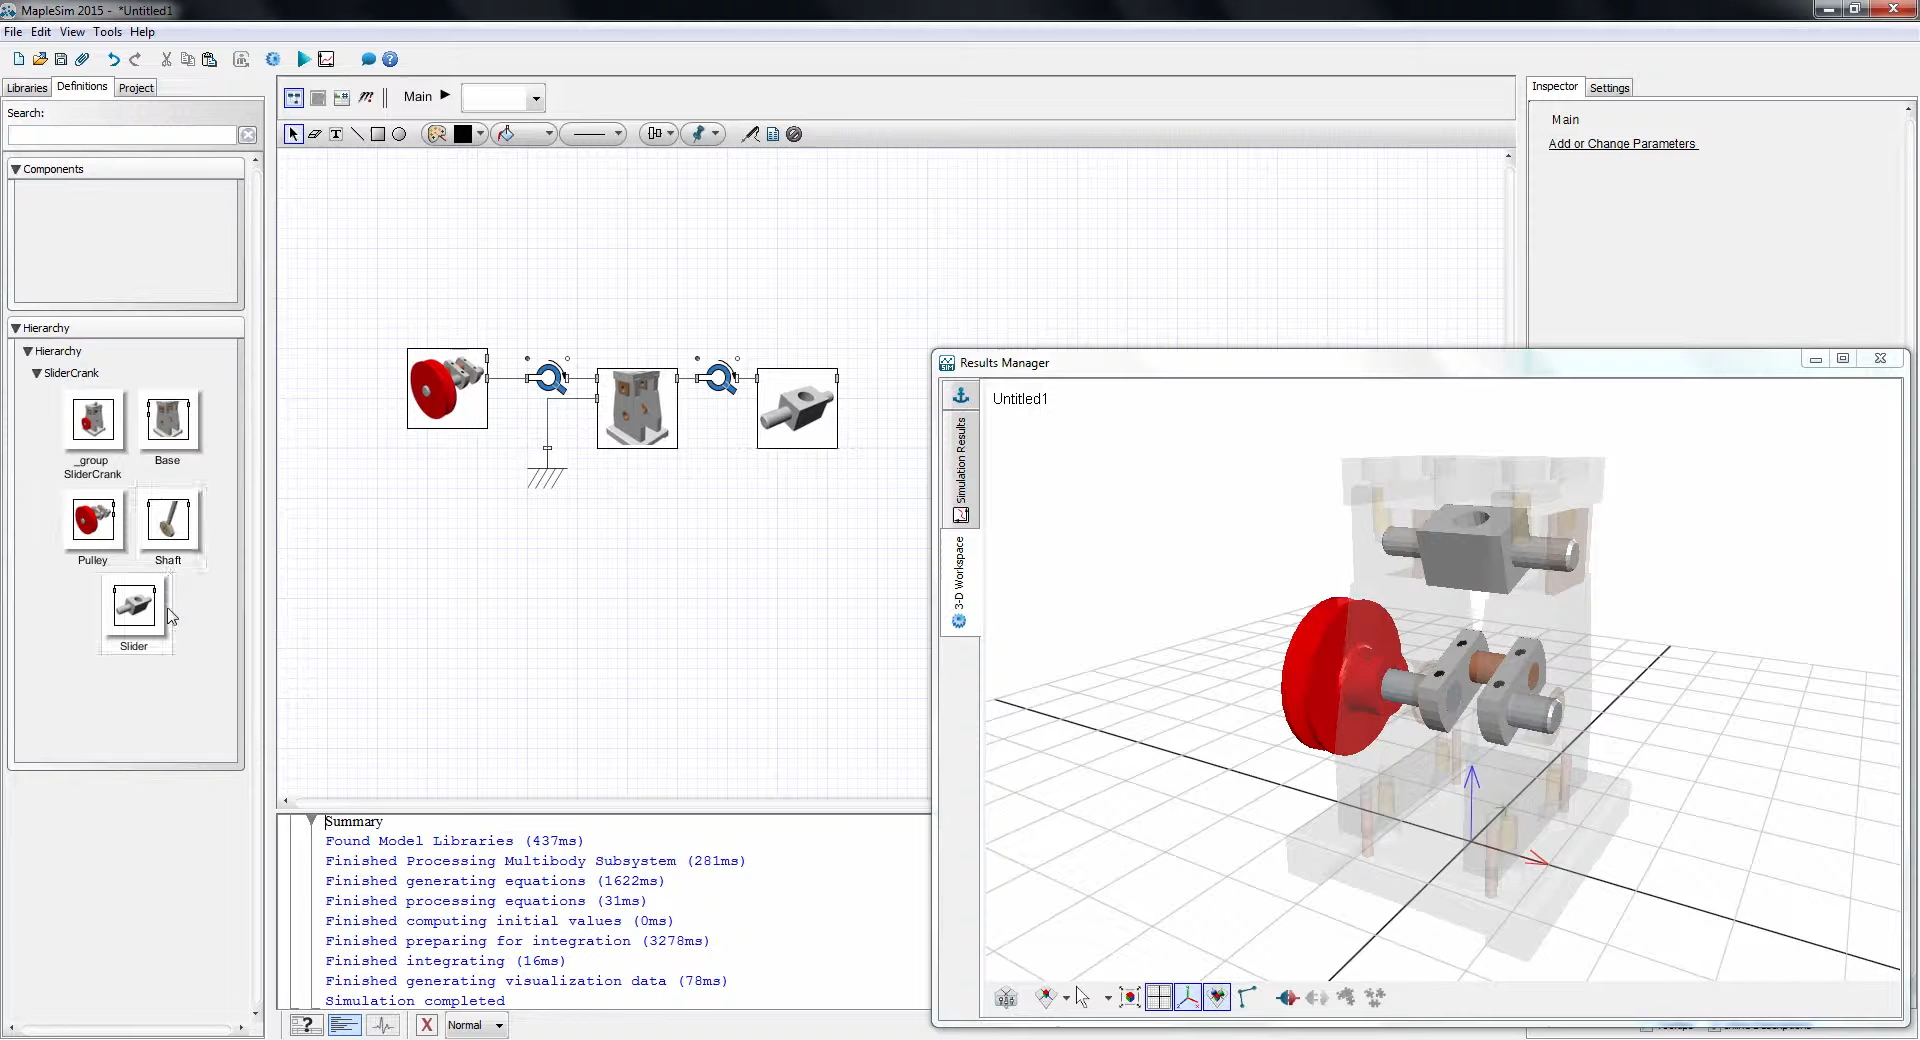 MapleSim 2015 - *Untitled1
File Edit View Tools Help
Libraries Definitions Project
Search:
Components
Hierarchy
Hierarchy
SliderCrank
_group
SliderCrank
Base
Pulley
Shaft
Slider
Main
Inspector Settings
Main
Add or Change Parameters
Results Manager
Untitled1
Simulation Results
3-D Workspace
Summary
Found Model Libraries (437ms)
Finished Processing Multibody Subsystem (281ms)
Finished generating equations (1622ms)
Finished processing equations (31ms)
Finished computing initial values (0ms)
Finished preparing for integration (3278ms)
Finished integrating (16ms)
Finished generating visualization data (78ms)
Simulation completed
Normal